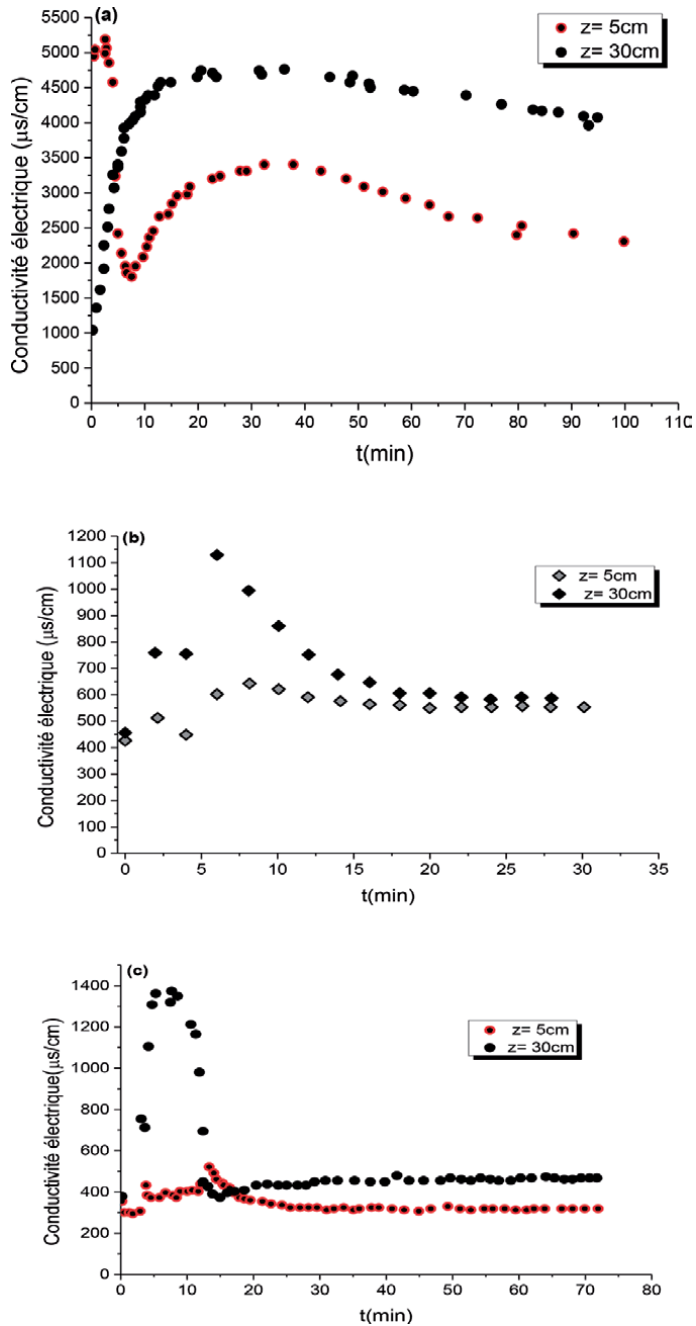 (a)
z= 5cm
z= 30cm
Conductivité électrique (µs/cm)
5500
5000
4500
4000
3500
3000
2500
2000
1500
1000
500
0
0 10 20 30 40 50 60 70 80 90 100 110
t(min)
(b)
z= 5cm
z= 30cm
Conductivité électrique (µs/cm)
1200
1100
1000
900
800
700
600
500
400
300
200
100
0
0 5 10 15 20 25 30 35
t(min)
(c)
z= 5cm
z= 30cm
Conductivité électrique(µs/cm)
1400
1200
1000
800
600
400
200
0
0 10 20 30 40 50 60 70 80
t(min)